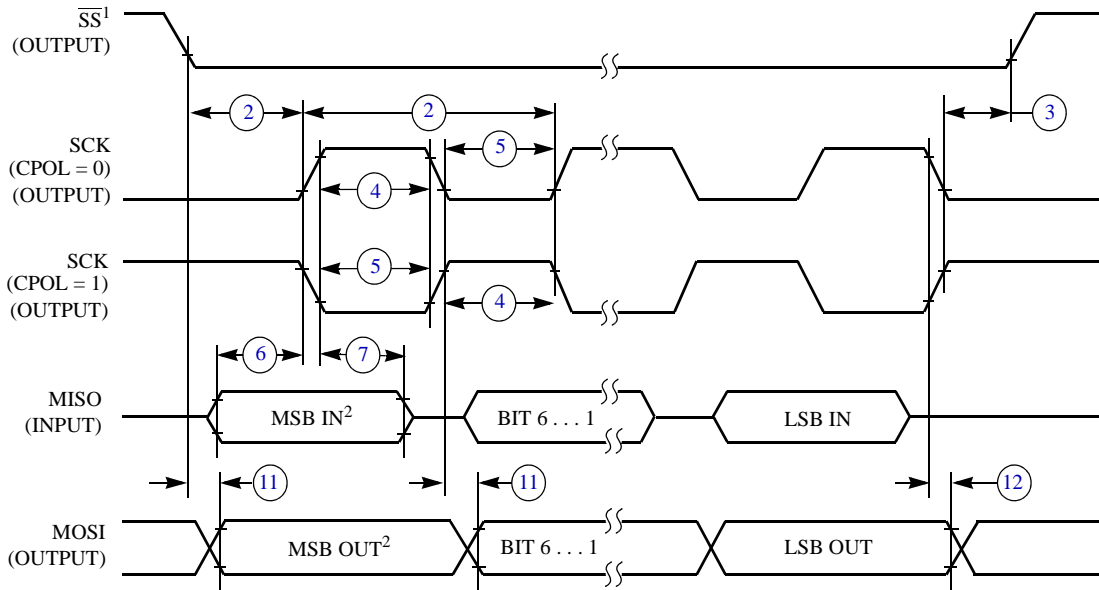 SS¹
(OUTPUT)
2
2
3
SCK
(CPOL = 0)
(OUTPUT)
5
4
SCK
(CPOL = 1)
(OUTPUT)
5
4
6
7
MISO
(INPUT)
MSB IN²
BIT 6 . . . 1
LSB IN
11
11
12
MOSI
(OUTPUT)
MSB OUT²
BIT 6 . . . 1
LSB OUT